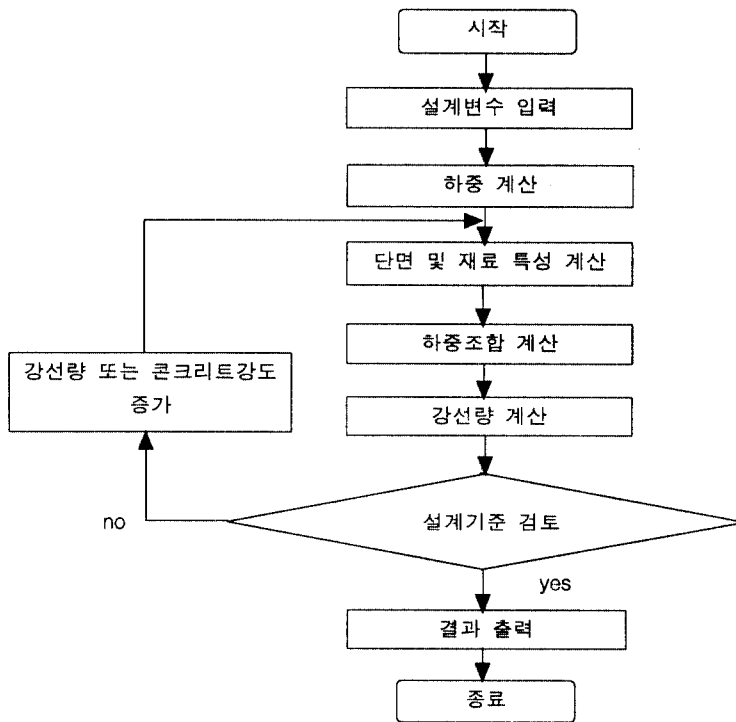 시작
설계변수 입력
하중 계산
단면 및 재료 특성 계산
하중조합 계산
강선량 또는 콘크리트강도
증가
강선량 계산
설계기준 검토
no
yes
결과 출력
종료